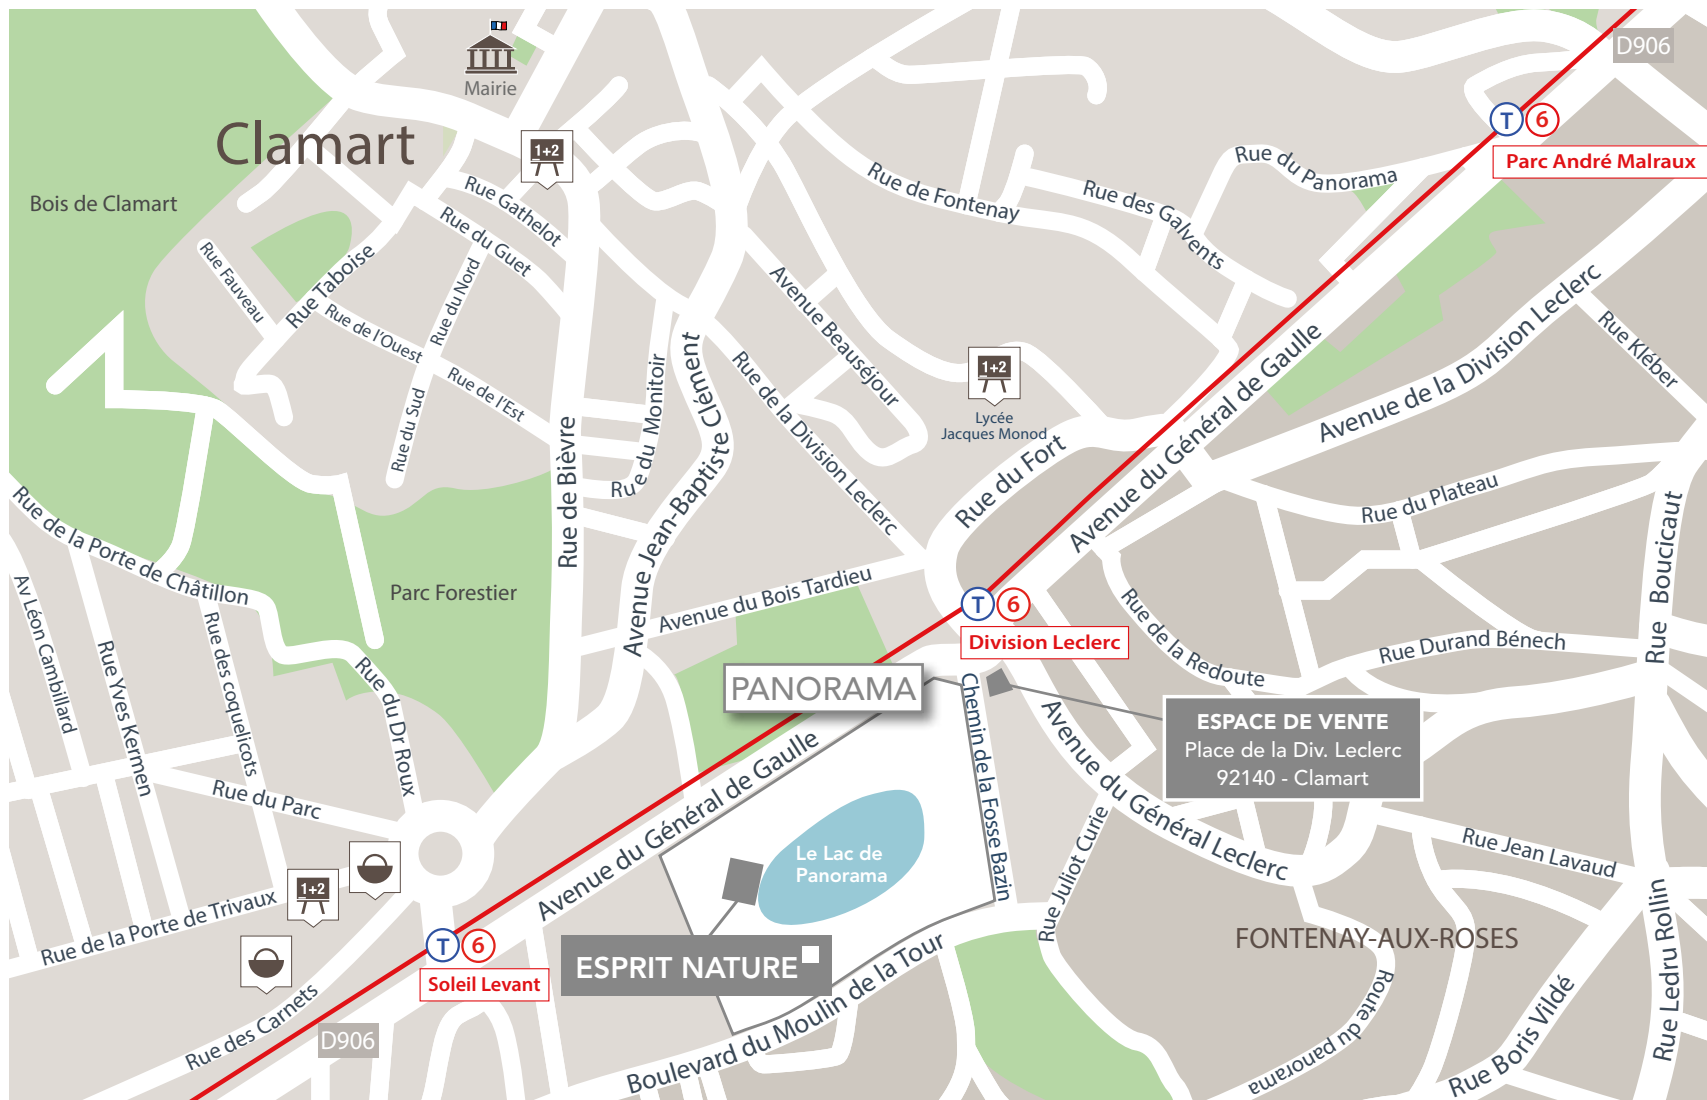 D906
Mairie
Clamart
1+2
T 6
Parc André Malraux
Rue du Panorama
Bois de Clamart
Rue Gathelot
Rue de Fontenay
Rue des Galvents
Rue du Guet
Rue Fauveau
Rue Taboise
Rue du Nord
Rue de l'Ouest
Rue de l'Est
Rue du Sud
Avenue Beauséjour
Avenue de la Division Leclerc
Rue Kléber
1+2
Lycée
Jacques Monod
Rue du Monitoir
Avenue Jean-Baptiste Clément
Rue de la Division Leclerc
Rue de Bièvre
Rue du Fort
Avenue du Général de Gaulle
Rue du Plateau
Rue Boucicaut
Rue de la Porte de Châtillon
Parc Forestier
Avenue du Bois Tardieu
T 6
Division Leclerc
Rue de la Redoute
Rue Durand Bénech
Av Léon Cambillard
Rue Yves Kermen
Rue des coquelicots
Rue du Dr Roux
PANORAMA
Chemin de la Fosse Bazin
ESPACE DE VENTE
Place de la Div. Leclerc
92140 - Clamart
Avenue du Général Leclerc
Avenue du Général de Gaulle
Rue du Parc
Le Lac de
Panorama
Rue Juliot Curie
Rue Jean Lavaud
1+2
Rue de la Porte de Trivaux
T 6
Soleil Levant
ESPRIT NATURE
FONTENAY-AUX-ROSES
Rue Ledru Rollin
Rue des Carnets
D906
Boulevard du Moulin de la Tour
Route du panorama
Rue Boris Vildé